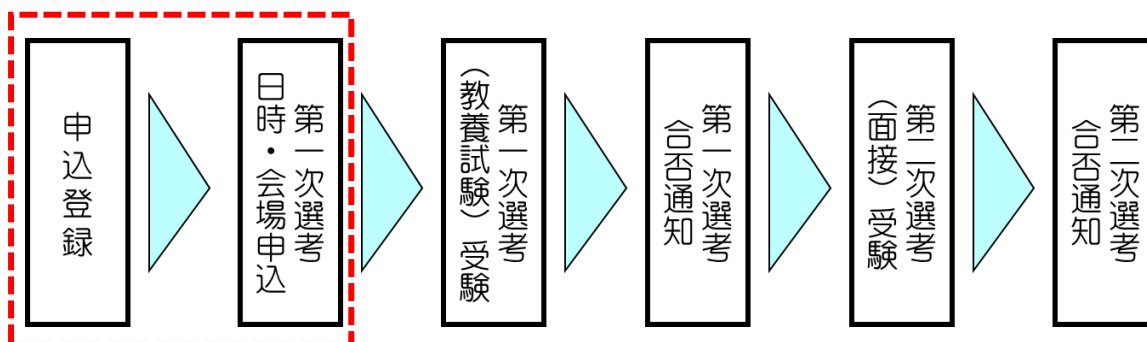 申込登録
第一次選考
日時・会場申込
第一次選考
（教養試験）受験
第一次選考
合否通知
第二次選考
（面接）受験
第二次選考
合否通知